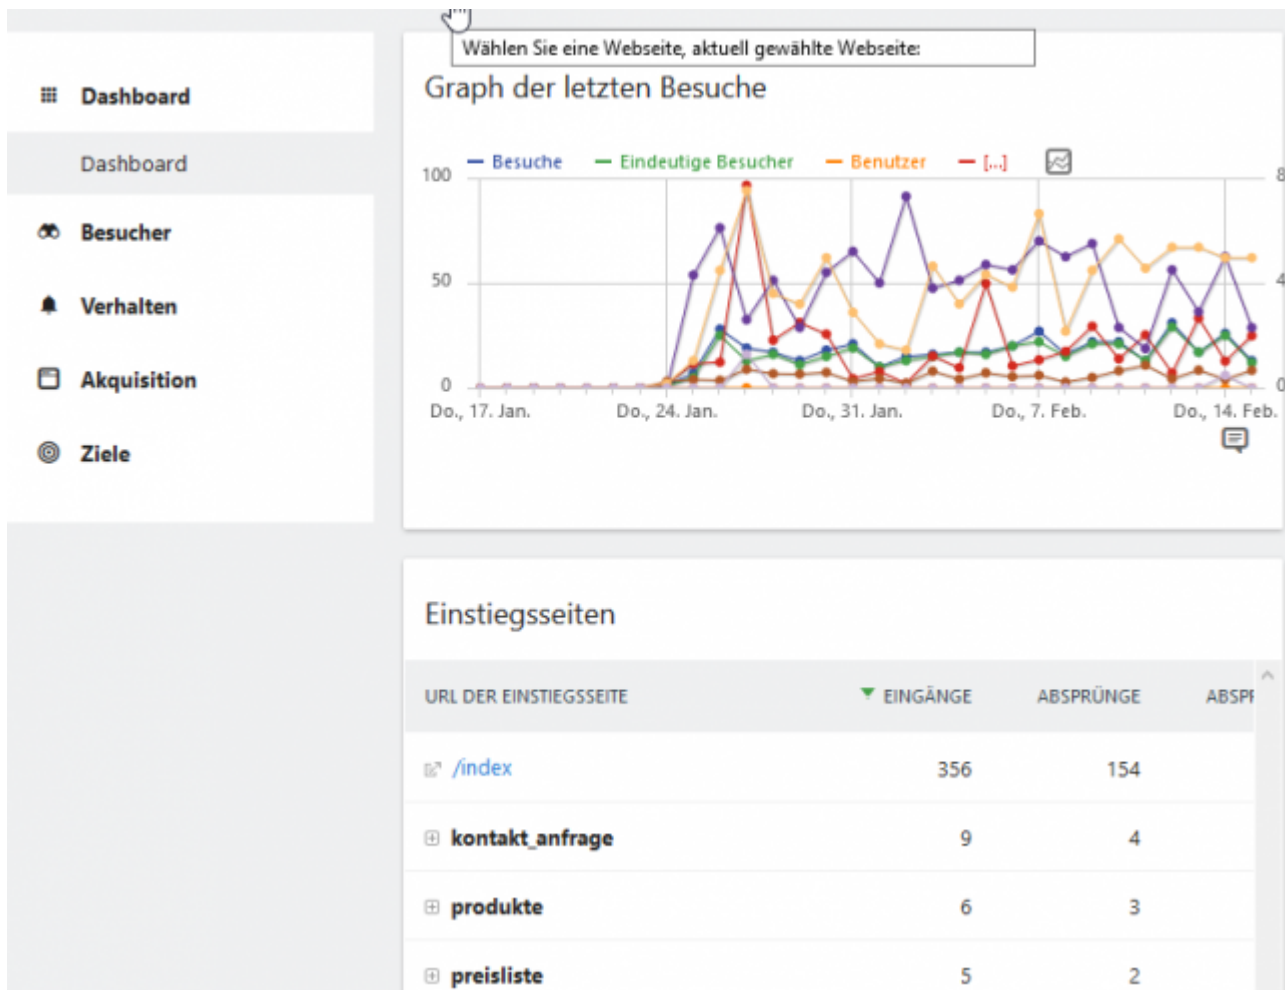 Wählen Sie eine Webseite, aktuell gewählte Webseite:
Dashboard
Dashboard
Besucher
Verhalten
Akquisition
Ziele
Graph der letzten Besuche
Besuche Eindeutige Besucher Benutzer [...]
100 8
50 4
0 0
Do., 17. Jan. Do., 24. Jan. Do., 31. Jan. Do., 7. Feb. Do., 14. Feb.
Einstiegsseiten
URL DER EINSTIEGSSEITE EINGÄNGE ABSPRÜNGE
/index 356 154
kontakt_anfrage 9 4
produkte 6 3
preisliste 5 2